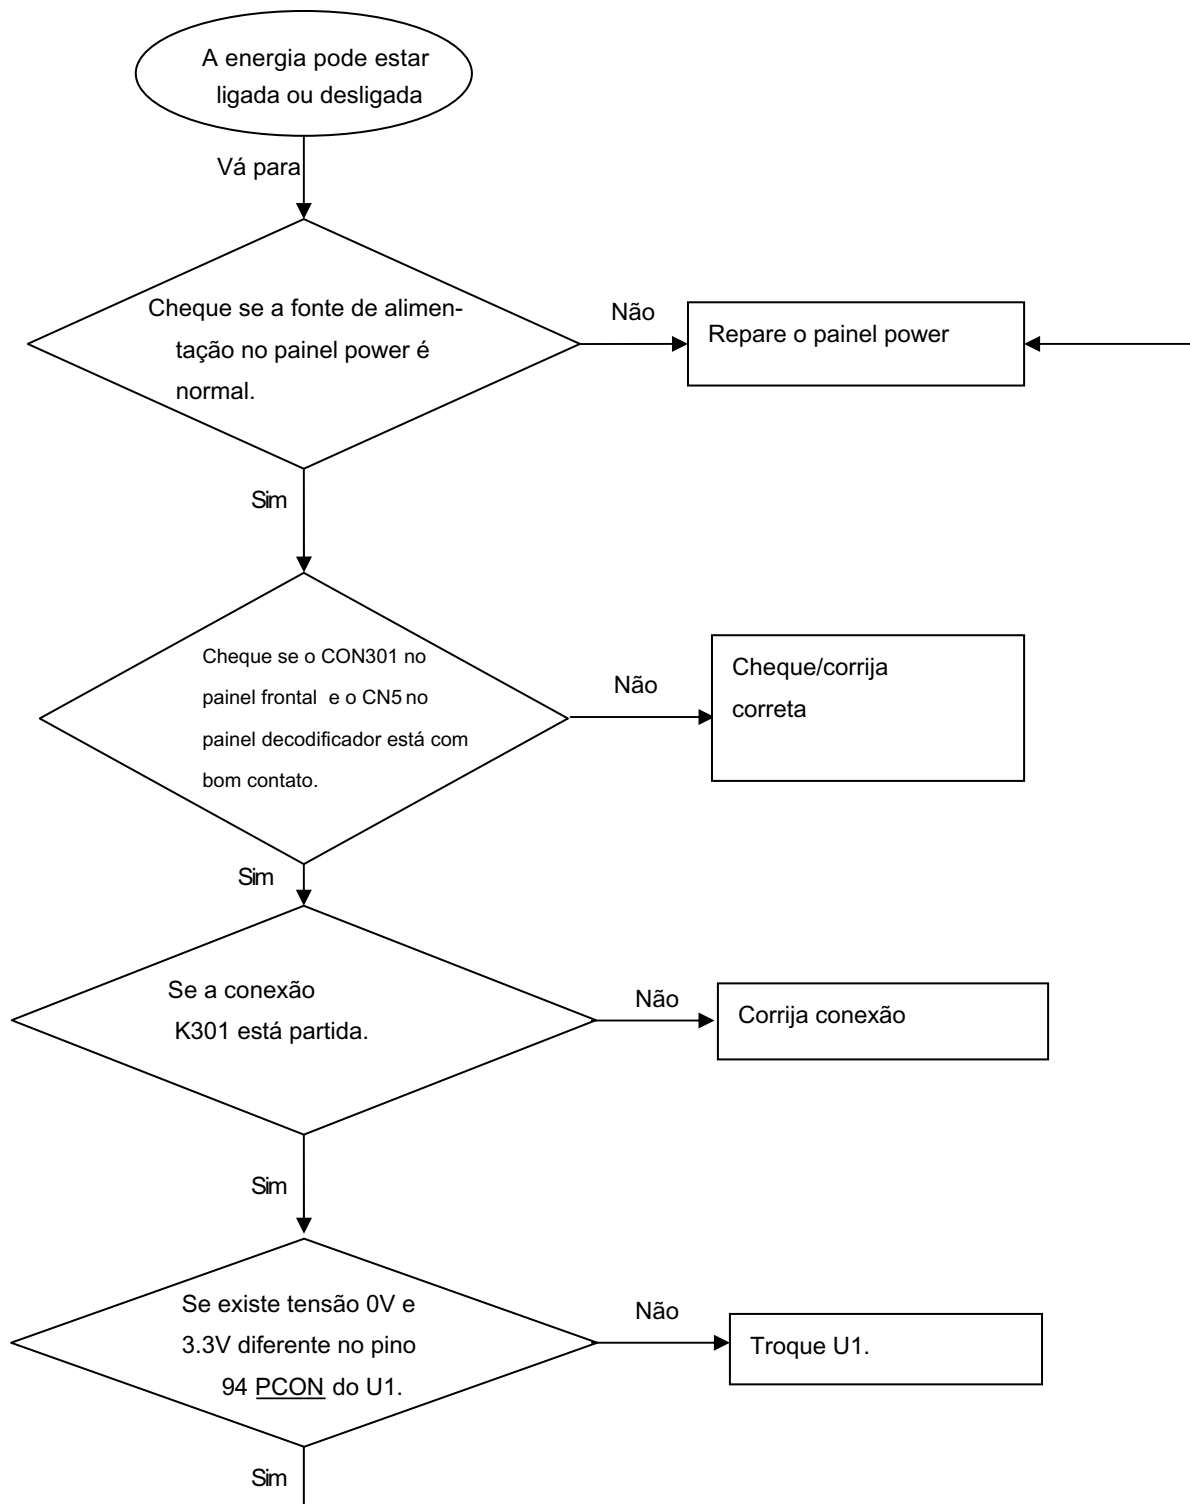 A energia pode estar
ligada ou desligada
Vá para
Cheque se a fonte de alimen-
tação no painel power é
normal.
Não
Repare o painel power
Sim
Cheque se o CON301 no
painel frontal e o CN5 no
painel decodificador está com
bom contato.
Não
Cheque/corrija
correta
Sim
Se a conexão
K301 está partida.
Não
Corrija conexão
Sim
Se existe tensão 0V e
3.3V diferente no pino
94 PCON do U1.
Não
Troque U1.
Sim